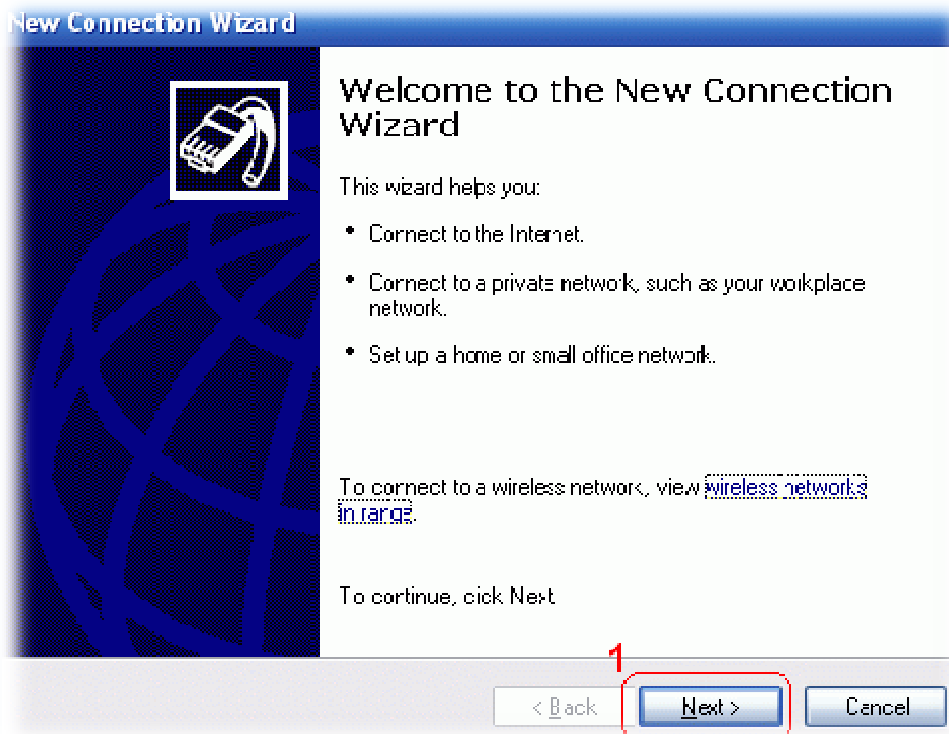 New Connection Wizard
Welcome to the New Connection
Wizard
This wizard helps you:
• Connect to the Internet.
• Connect to a private network, such as your workplace
network.
• Set up a home or small office network.
To connect to a wireless network, view wireless networks
in range.
To continue, click Next
1
< Back
Next >
Cancel